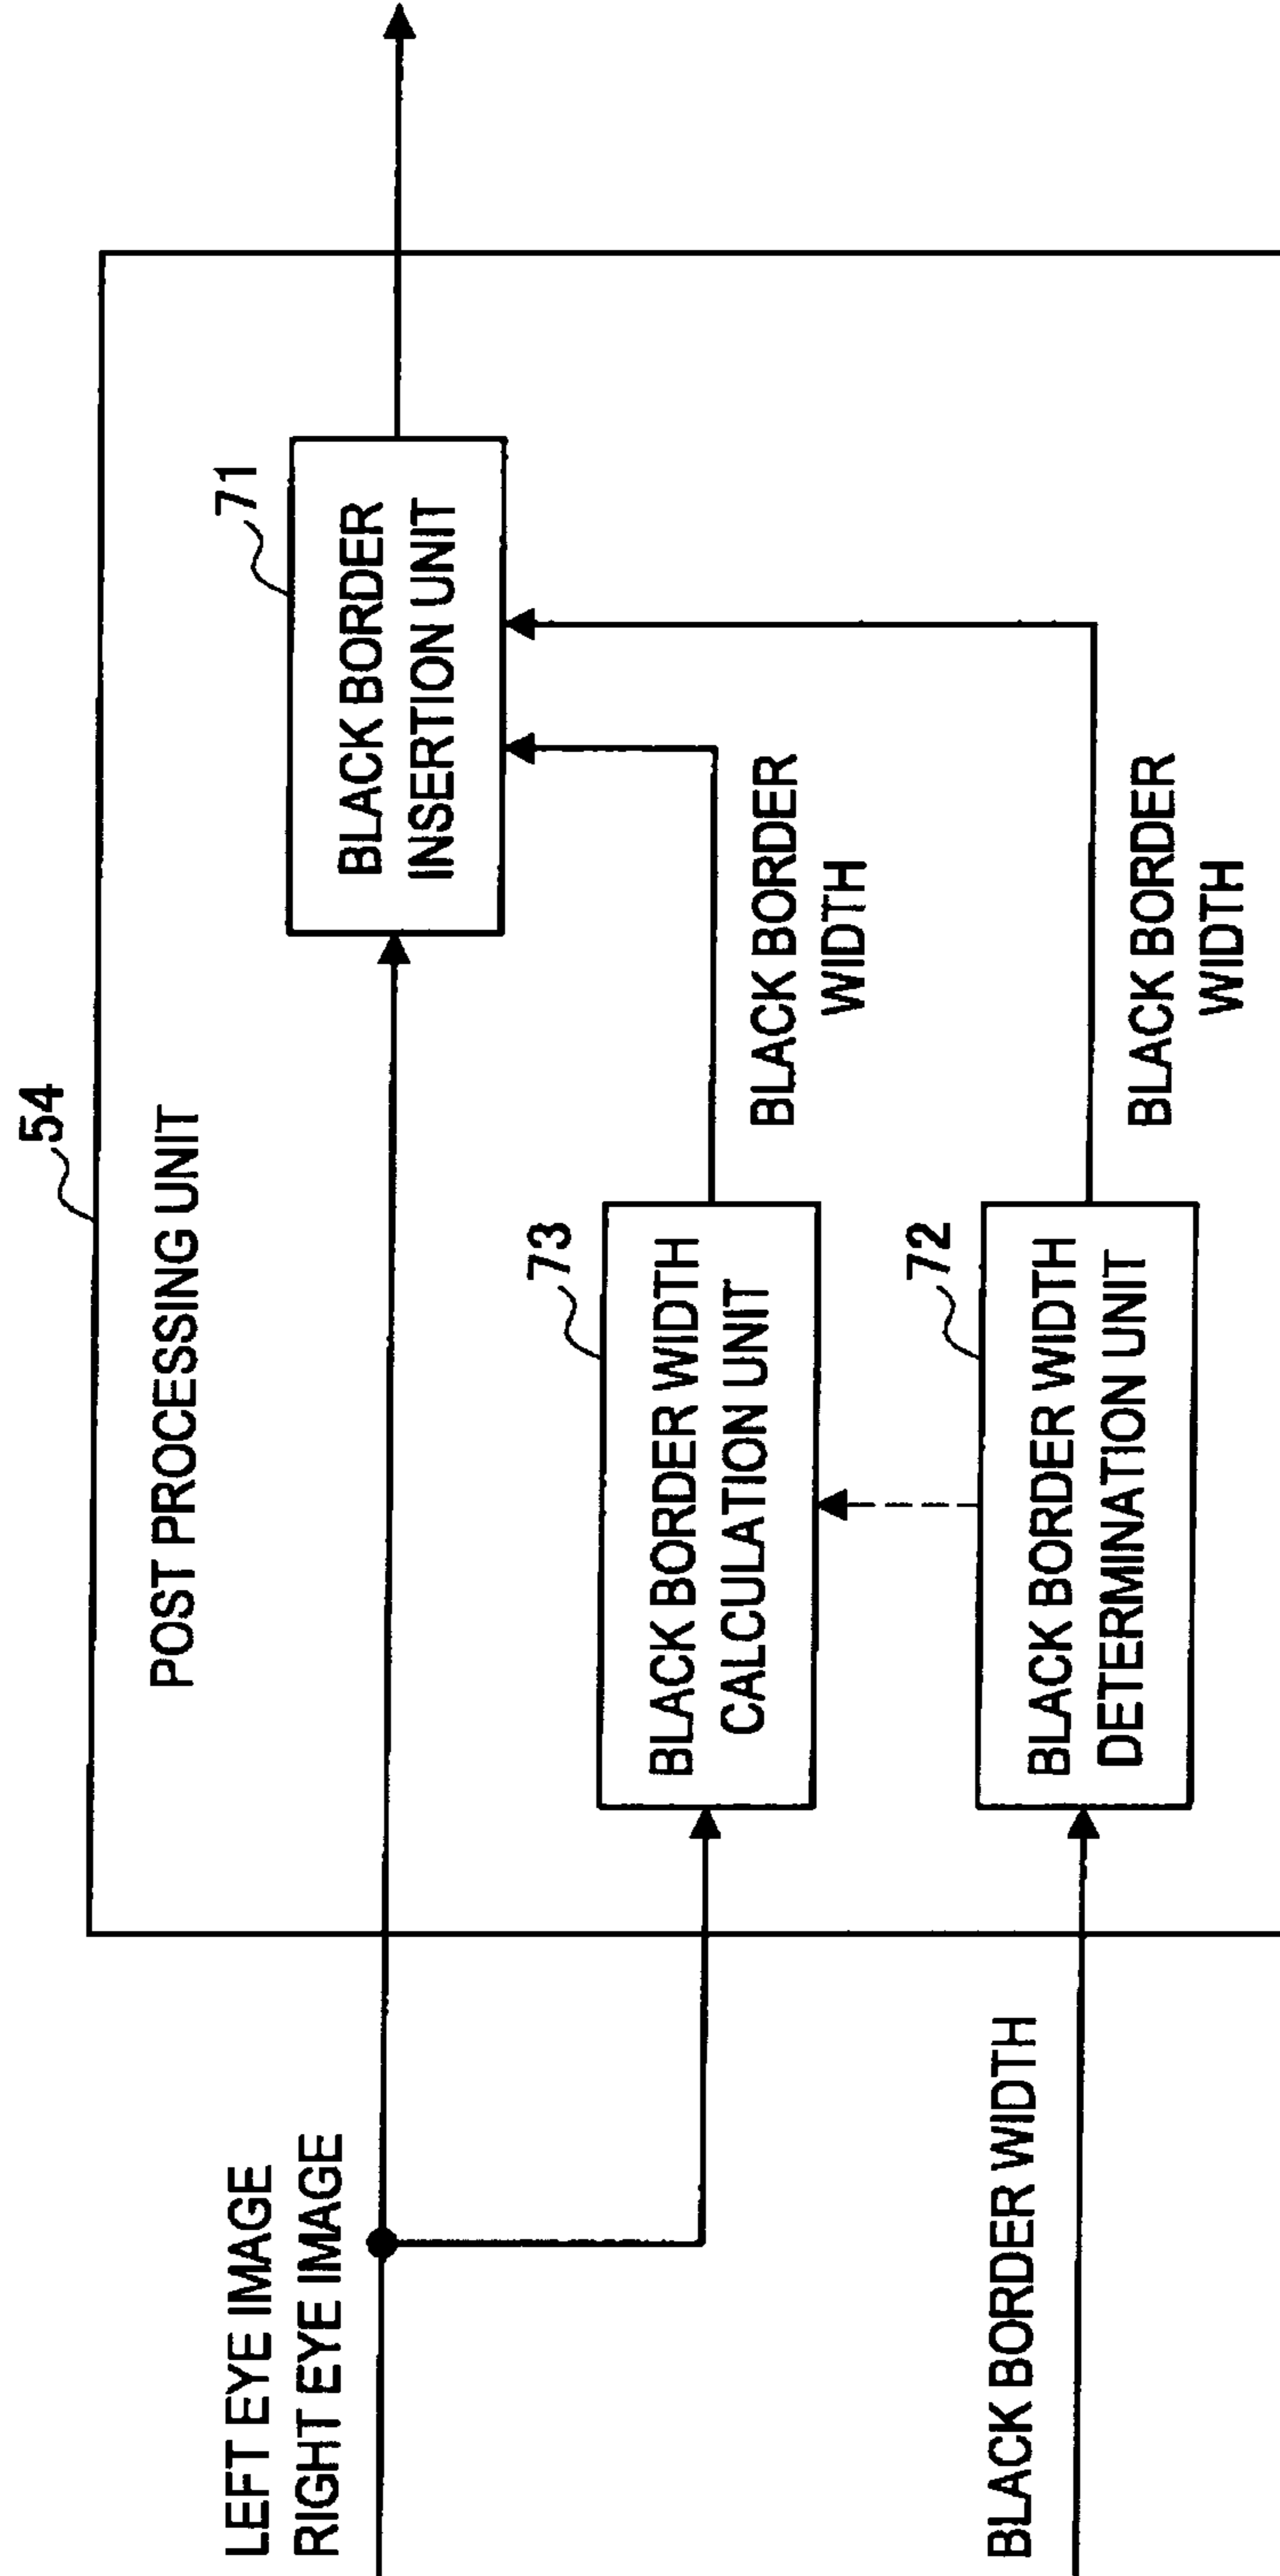 54
POST PROCESSING UNIT
LEFT EYE IMAGE
RIGHT EYE IMAGE
71
BLACK BORDER
INSERTION UNIT
73
BLACK BORDER WIDTH
CALCULATION UNIT
BLACK BORDER
WIDTH
72
BLACK BORDER WIDTH
BLACK BORDER WIDTH
DETERMINATION UNIT
BLACK BORDER
WIDTH